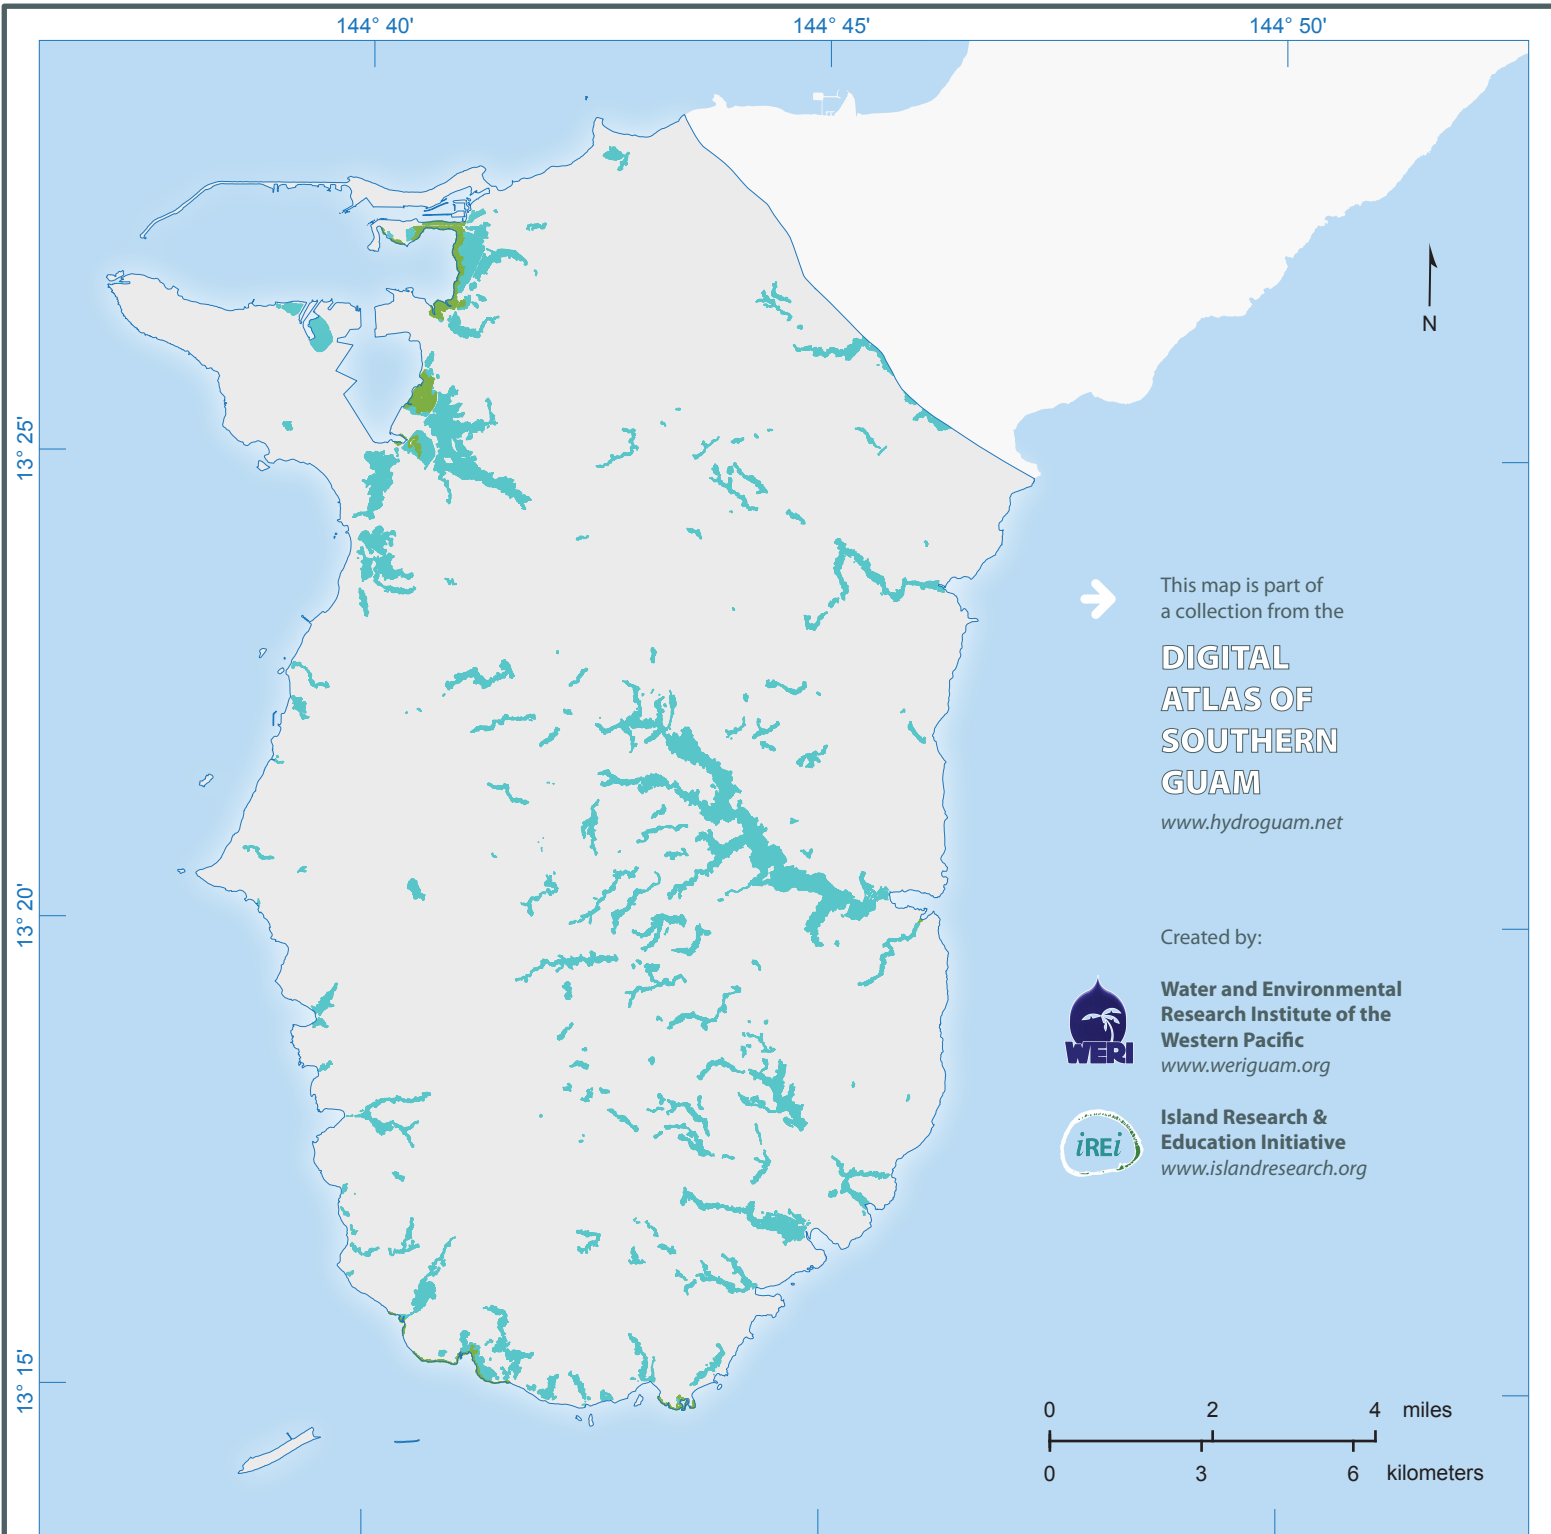 144° 40'
144° 45'
144° 50'
13° 25'
13° 20'
13° 15'
N
This map is part of
a collection from the
DIGITAL
ATLAS OF
SOUTHERN
GUAM
www.hydroguam.net
Created by:
WERI
Water and Environmental
Research Institute of the
Western Pacific
www.weriguam.org
iREi
Island Research &
Education Initiative
www.islandresearch.org
0 2 4 miles
0 3 6 kilometers